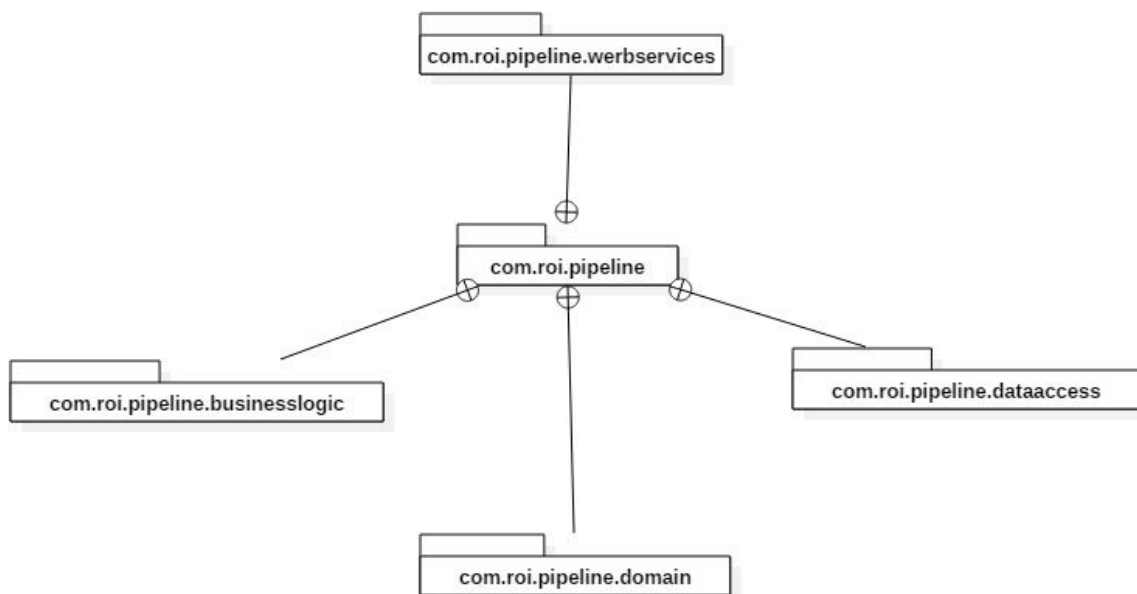 com.roi.pipeline.werbservices
com.roi.pipeline
com.roi.pipeline.businesslogic
com.roi.pipeline.dataaccess
com.roi.pipeline.domain